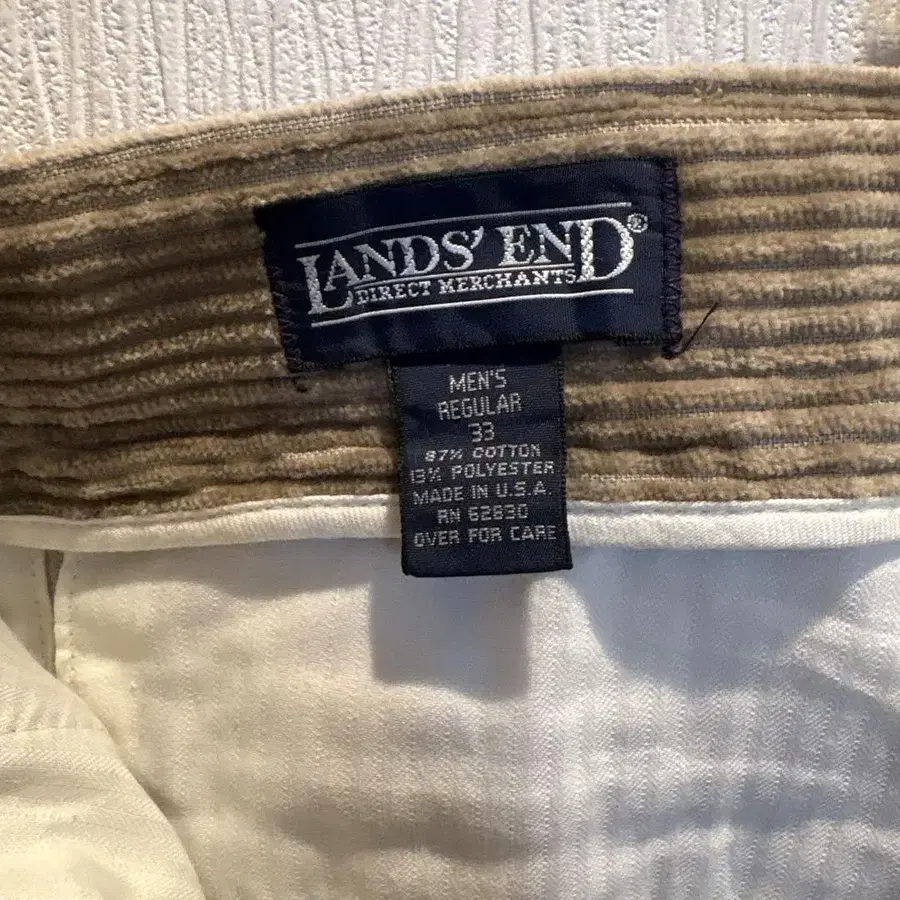 LANDS' END®
DIRECT MERCHANTS
MEN'S
REGULAR
33
87% COTTON
13% POLYESTER
MADE IN U.S.A.
RN 62830
OVER FOR CARE